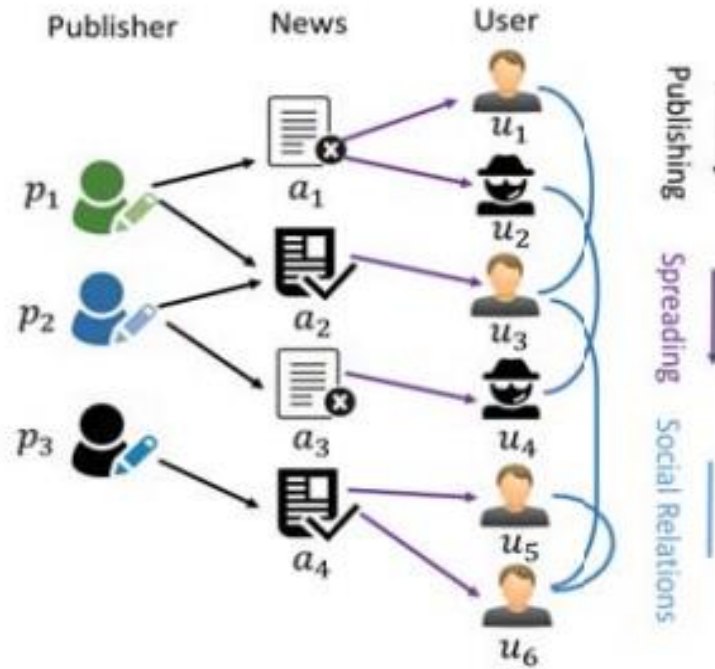 Publisher News User
u₁
p₁ a₁
u₂
p₂ a₂ u₃
p₃ a₃ u₄
a₄ u₅
u₆
Publishing
Spreading
Social Relations